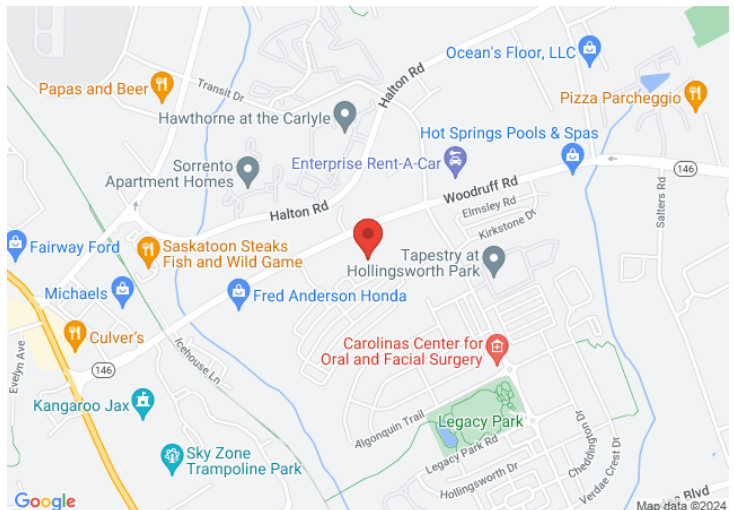 Ocean's Floor, LLC
Halton Rd
Papas and Beer
Transit Dr
Pizza Parcheggio
Hawthorne at the Carlyle
Hot Springs Pools & Spas
Enterprise Rent-A-Car
146
Sorrento
Apartment Homes
Woodruff Rd
Salters Rd
Elmsley Rd
Halton Rd
Kirkstone Dr
Fairway Ford
Saskatoon Steaks
Fish and Wild Game
Tapestry at
Hollingsworth Park
Michaels
Fred Anderson Honda
Culver's
Carolinas Center for
Oral and Facial Surgery
Evelyn Ave
146
Icehouse Ln
Kangaroo Jax
Algonquin Trail
Legacy Park
Cheddington Dr
Legacy Park Rd
Verdae Crest Dr
Sky Zone
Trampoline Park
Hollingsworth Dr
Blvd
Google
Map data ©2024